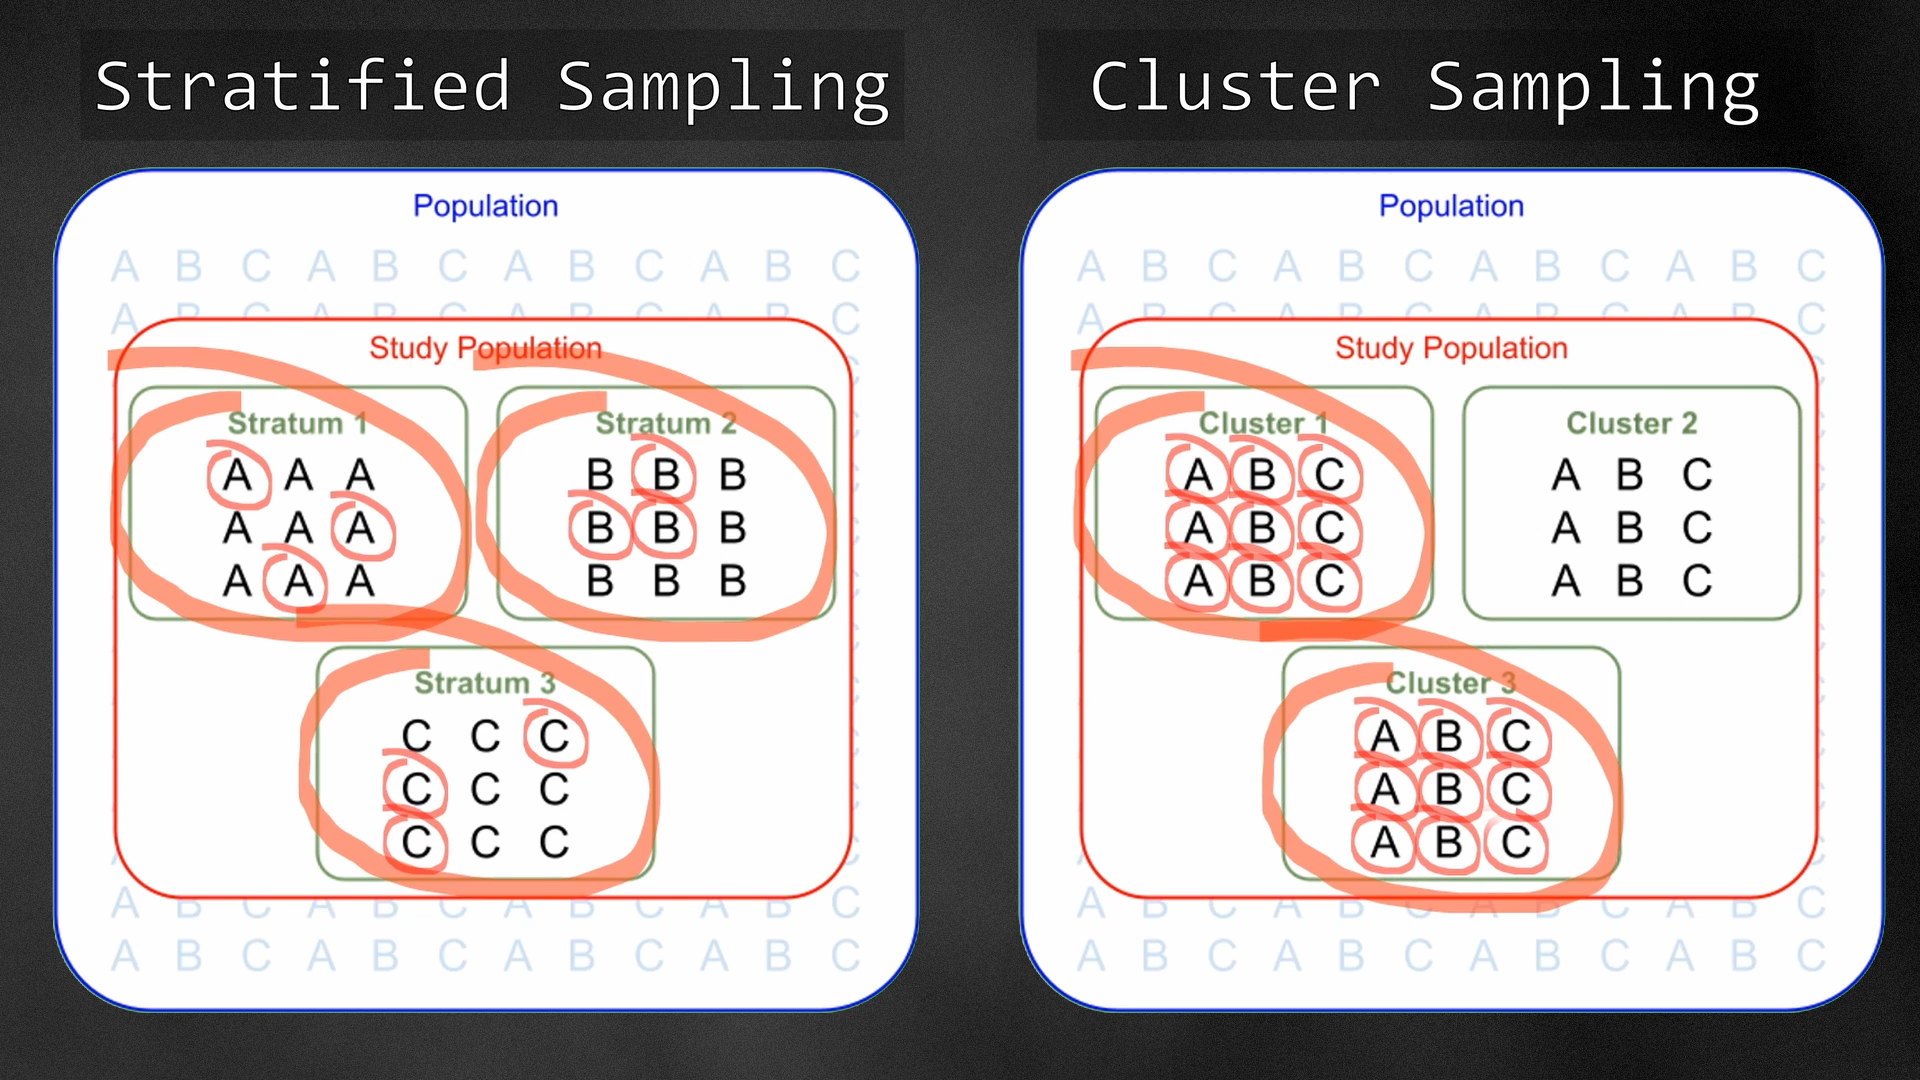 Stratified Sampling
Population
A B C A B C A B C A B C
A B C A B C A B C A B C
Study Population
Stratum 1
A A A
A A A
A A A
Stratum 2
B B B
B B B
B B B
Stratum 3
C C C
C C C
C C C
A B C A B C A B C A B C
A B C A B C A B C A B C
Cluster Sampling
Population
A B C A B C A B C A B C
A B C A B C A B C A B C
Study Population
Cluster 1
A B C
A B C
A B C
Cluster 2
A B C
A B C
A B C
Cluster 3
A B C
A B C
A B C
A B C A B C A B C A B C
A B C A B C A B C A B C